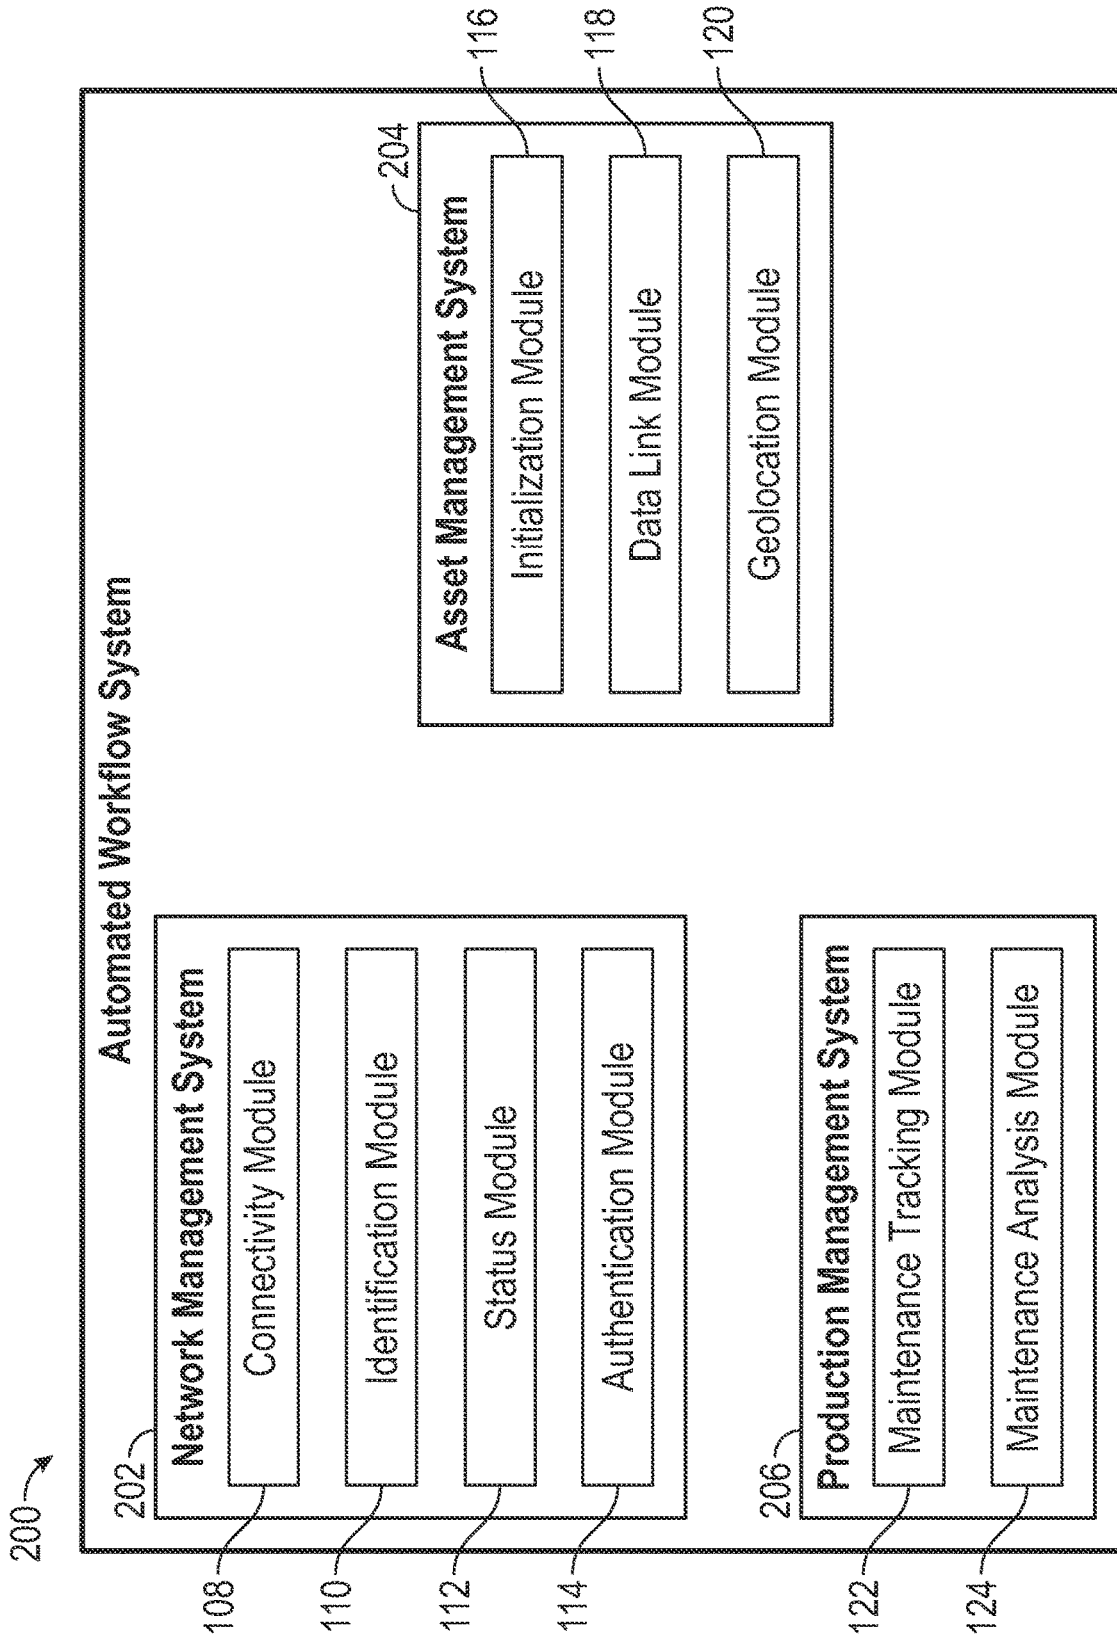 200
Automated Workflow System
202
Network Management System
108
Connectivity Module
110
Identification Module
112
Status Module
114
Authentication Module
204
Asset Management System
Initialization Module
116
Data Link Module
118
Geolocation Module
120
206
Production Management System
122
Maintenance Tracking Module
124
Maintenance Analysis Module